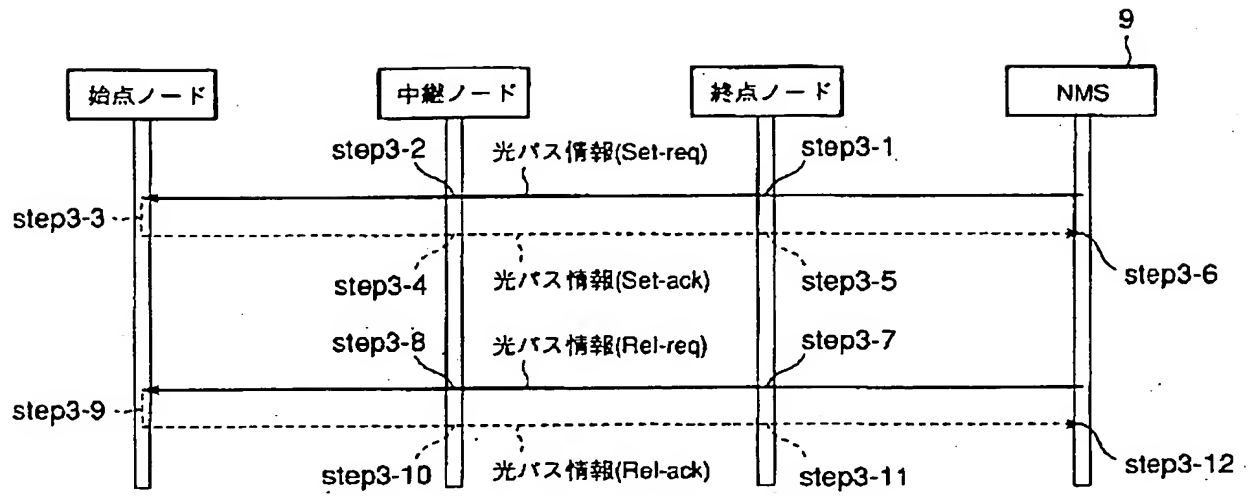 9
始点ノード
中継ノード
終点ノード
NMS
step3-2
光パス情報(Set-req)
step3-1
step3-3
step3-4
光パス情報(Set-ack)
step3-5
step3-6
step3-8
光パス情報(Rel-req)
step3-7
step3-9
step3-10
光パス情報(Rel-ack)
step3-11
step3-12